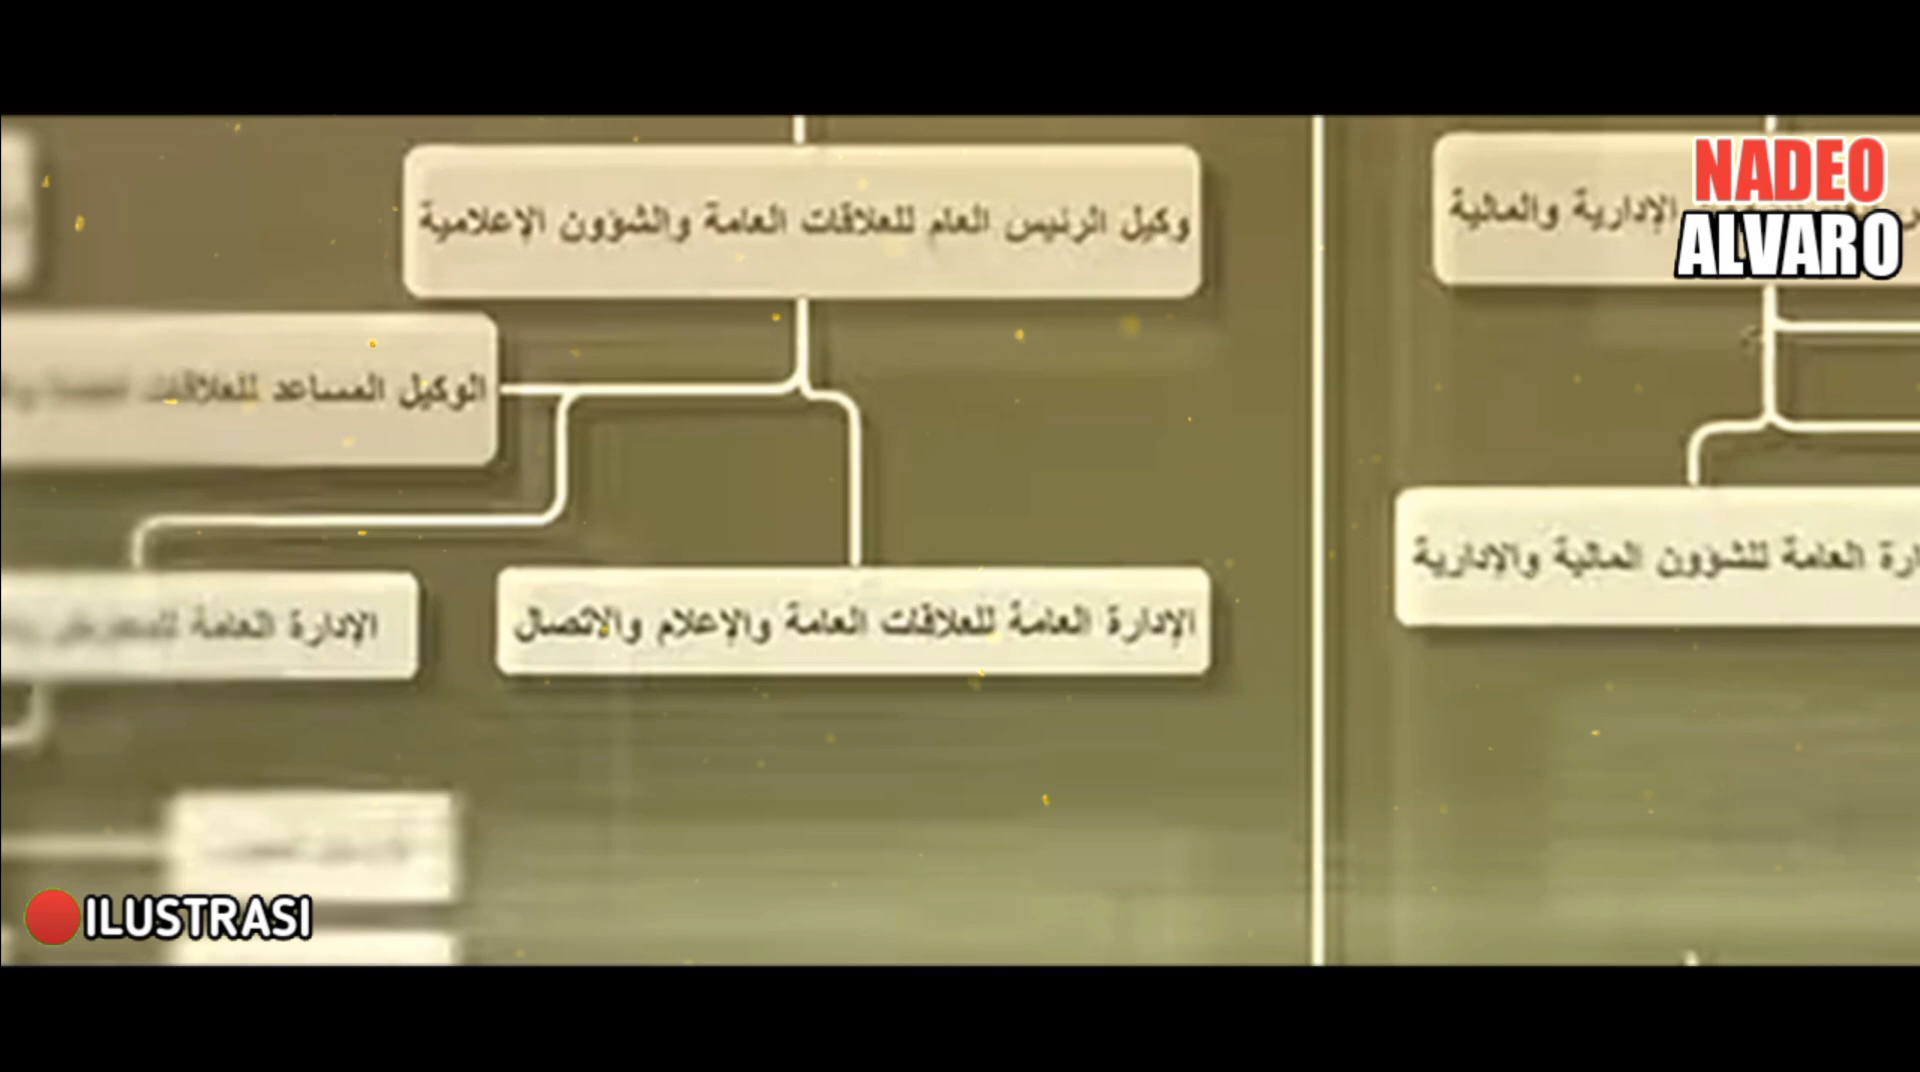 NADEO
ALVARO
وكيل الرئيس العام للعلاقات العامة والشؤون الإعلامية
الإدارية والمالية
الوكيل المساعد للعلاقات
ارة العامة للشؤون المالية والإدارية
الإدارة العامة للعلاقات العامة والإعلام والاتصال
الإدارة العامة
ILUSTRASI